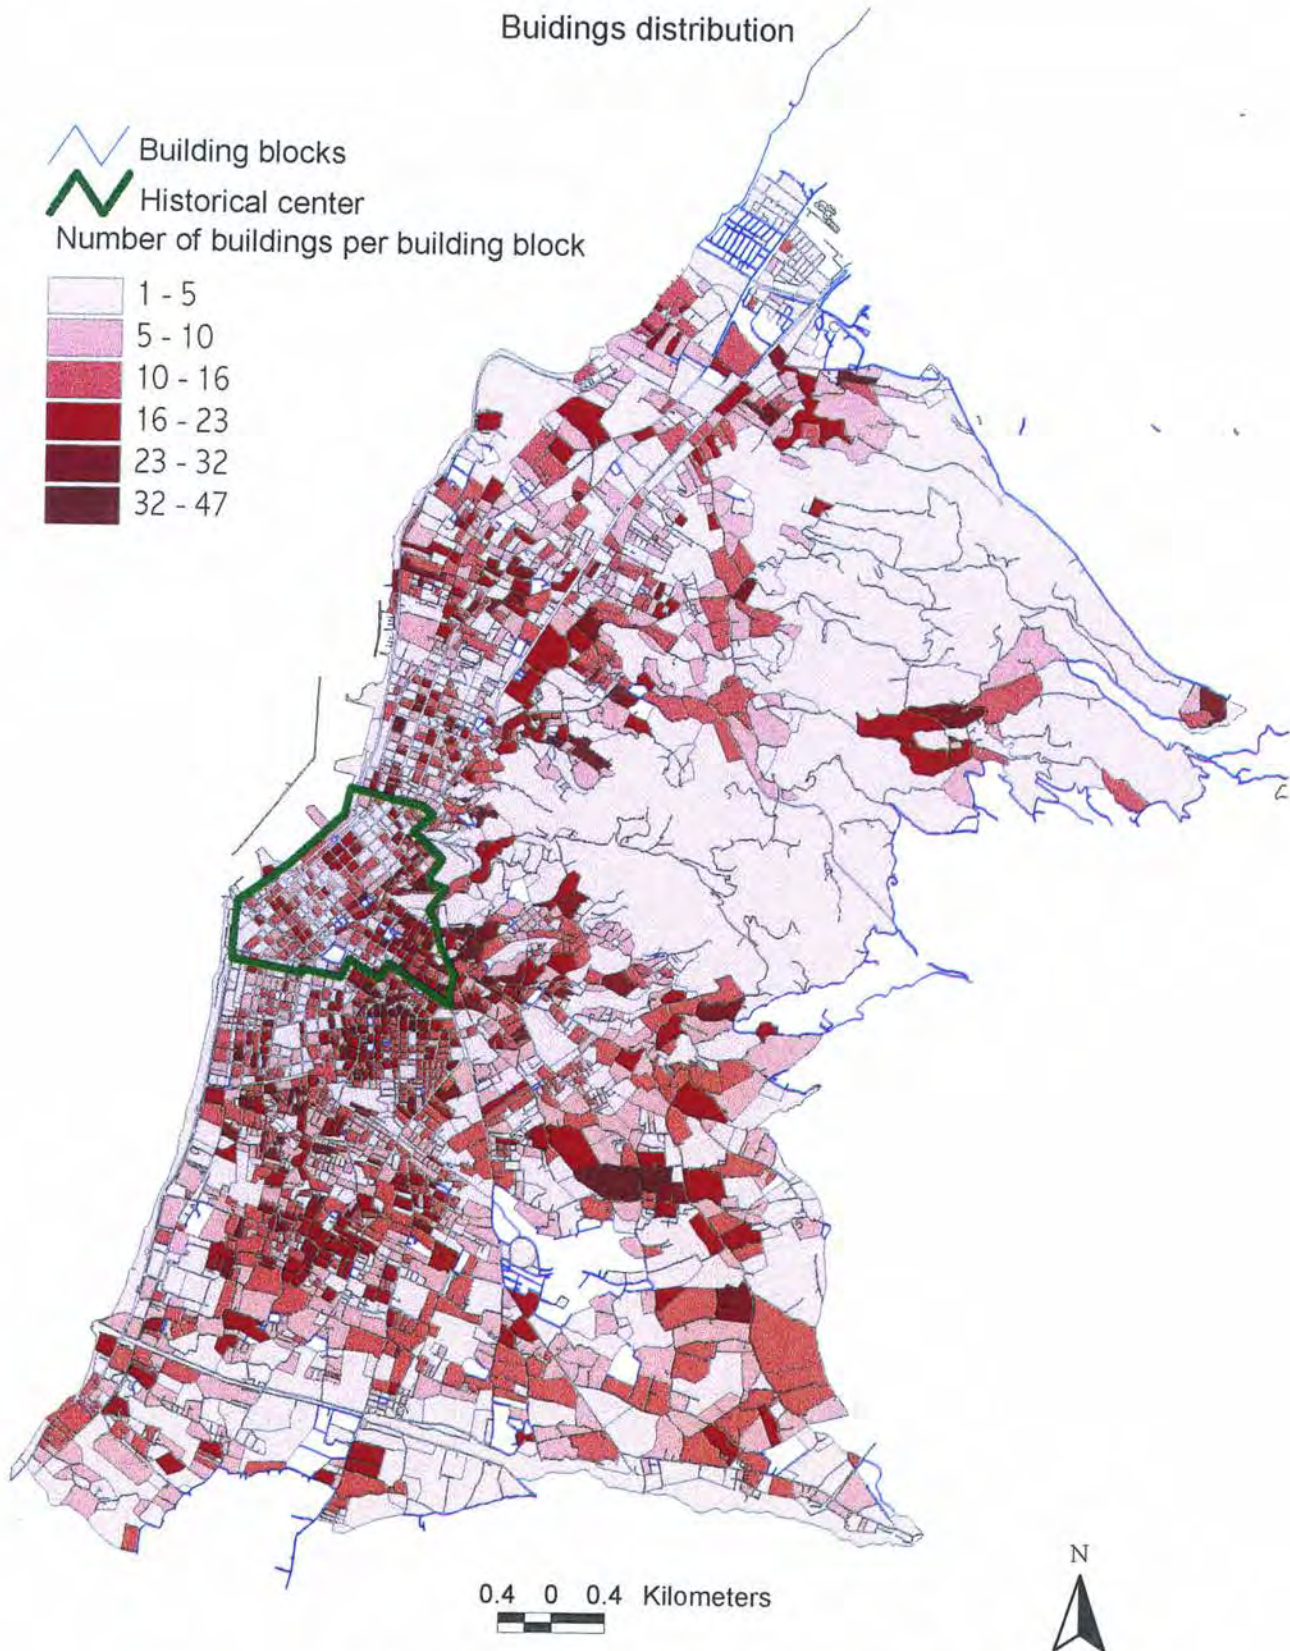 Buidings distribution
Building blocks
Historical center
Number of buildings per building block
1 - 5
5 - 10
10 - 16
16 - 23
23 - 32
32 - 47
0.4 0 0.4 Kilometers
N